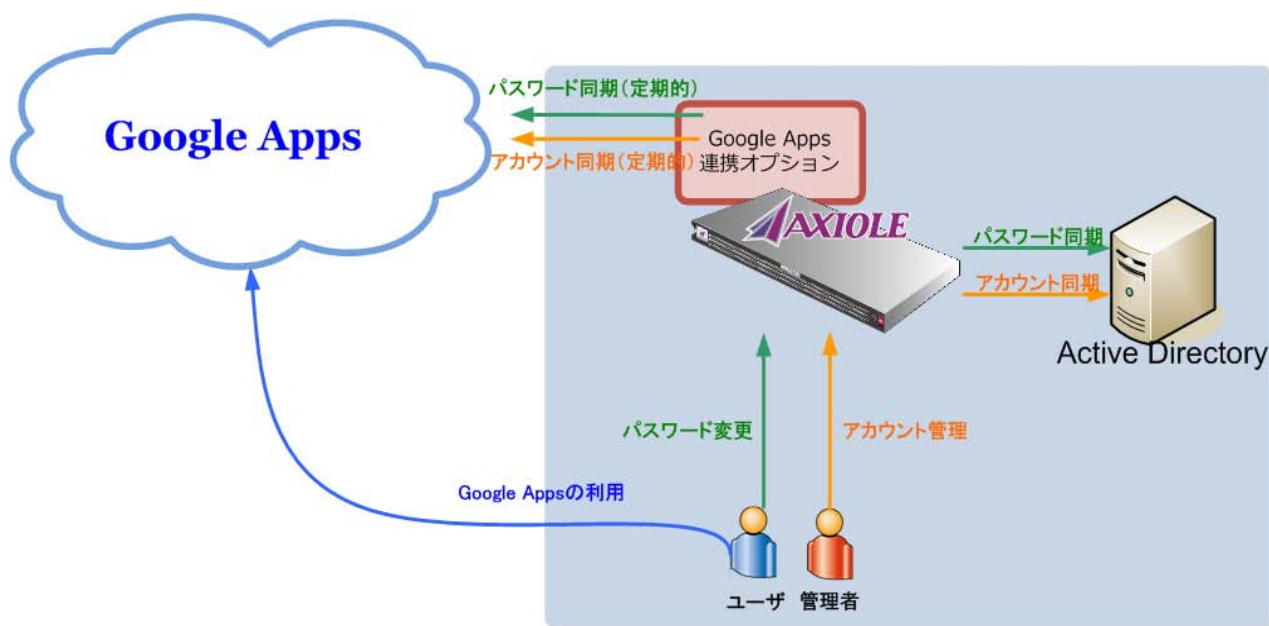 パスワード同期(定期的)
Google Apps
アカウント同期(定期的)
Google Apps
連携オプション
AXIOLE
パスワード同期
アカウント同期
Active Directory
パスワード変更
アカウント管理
Google Appsの利用
ユーザ
管理者